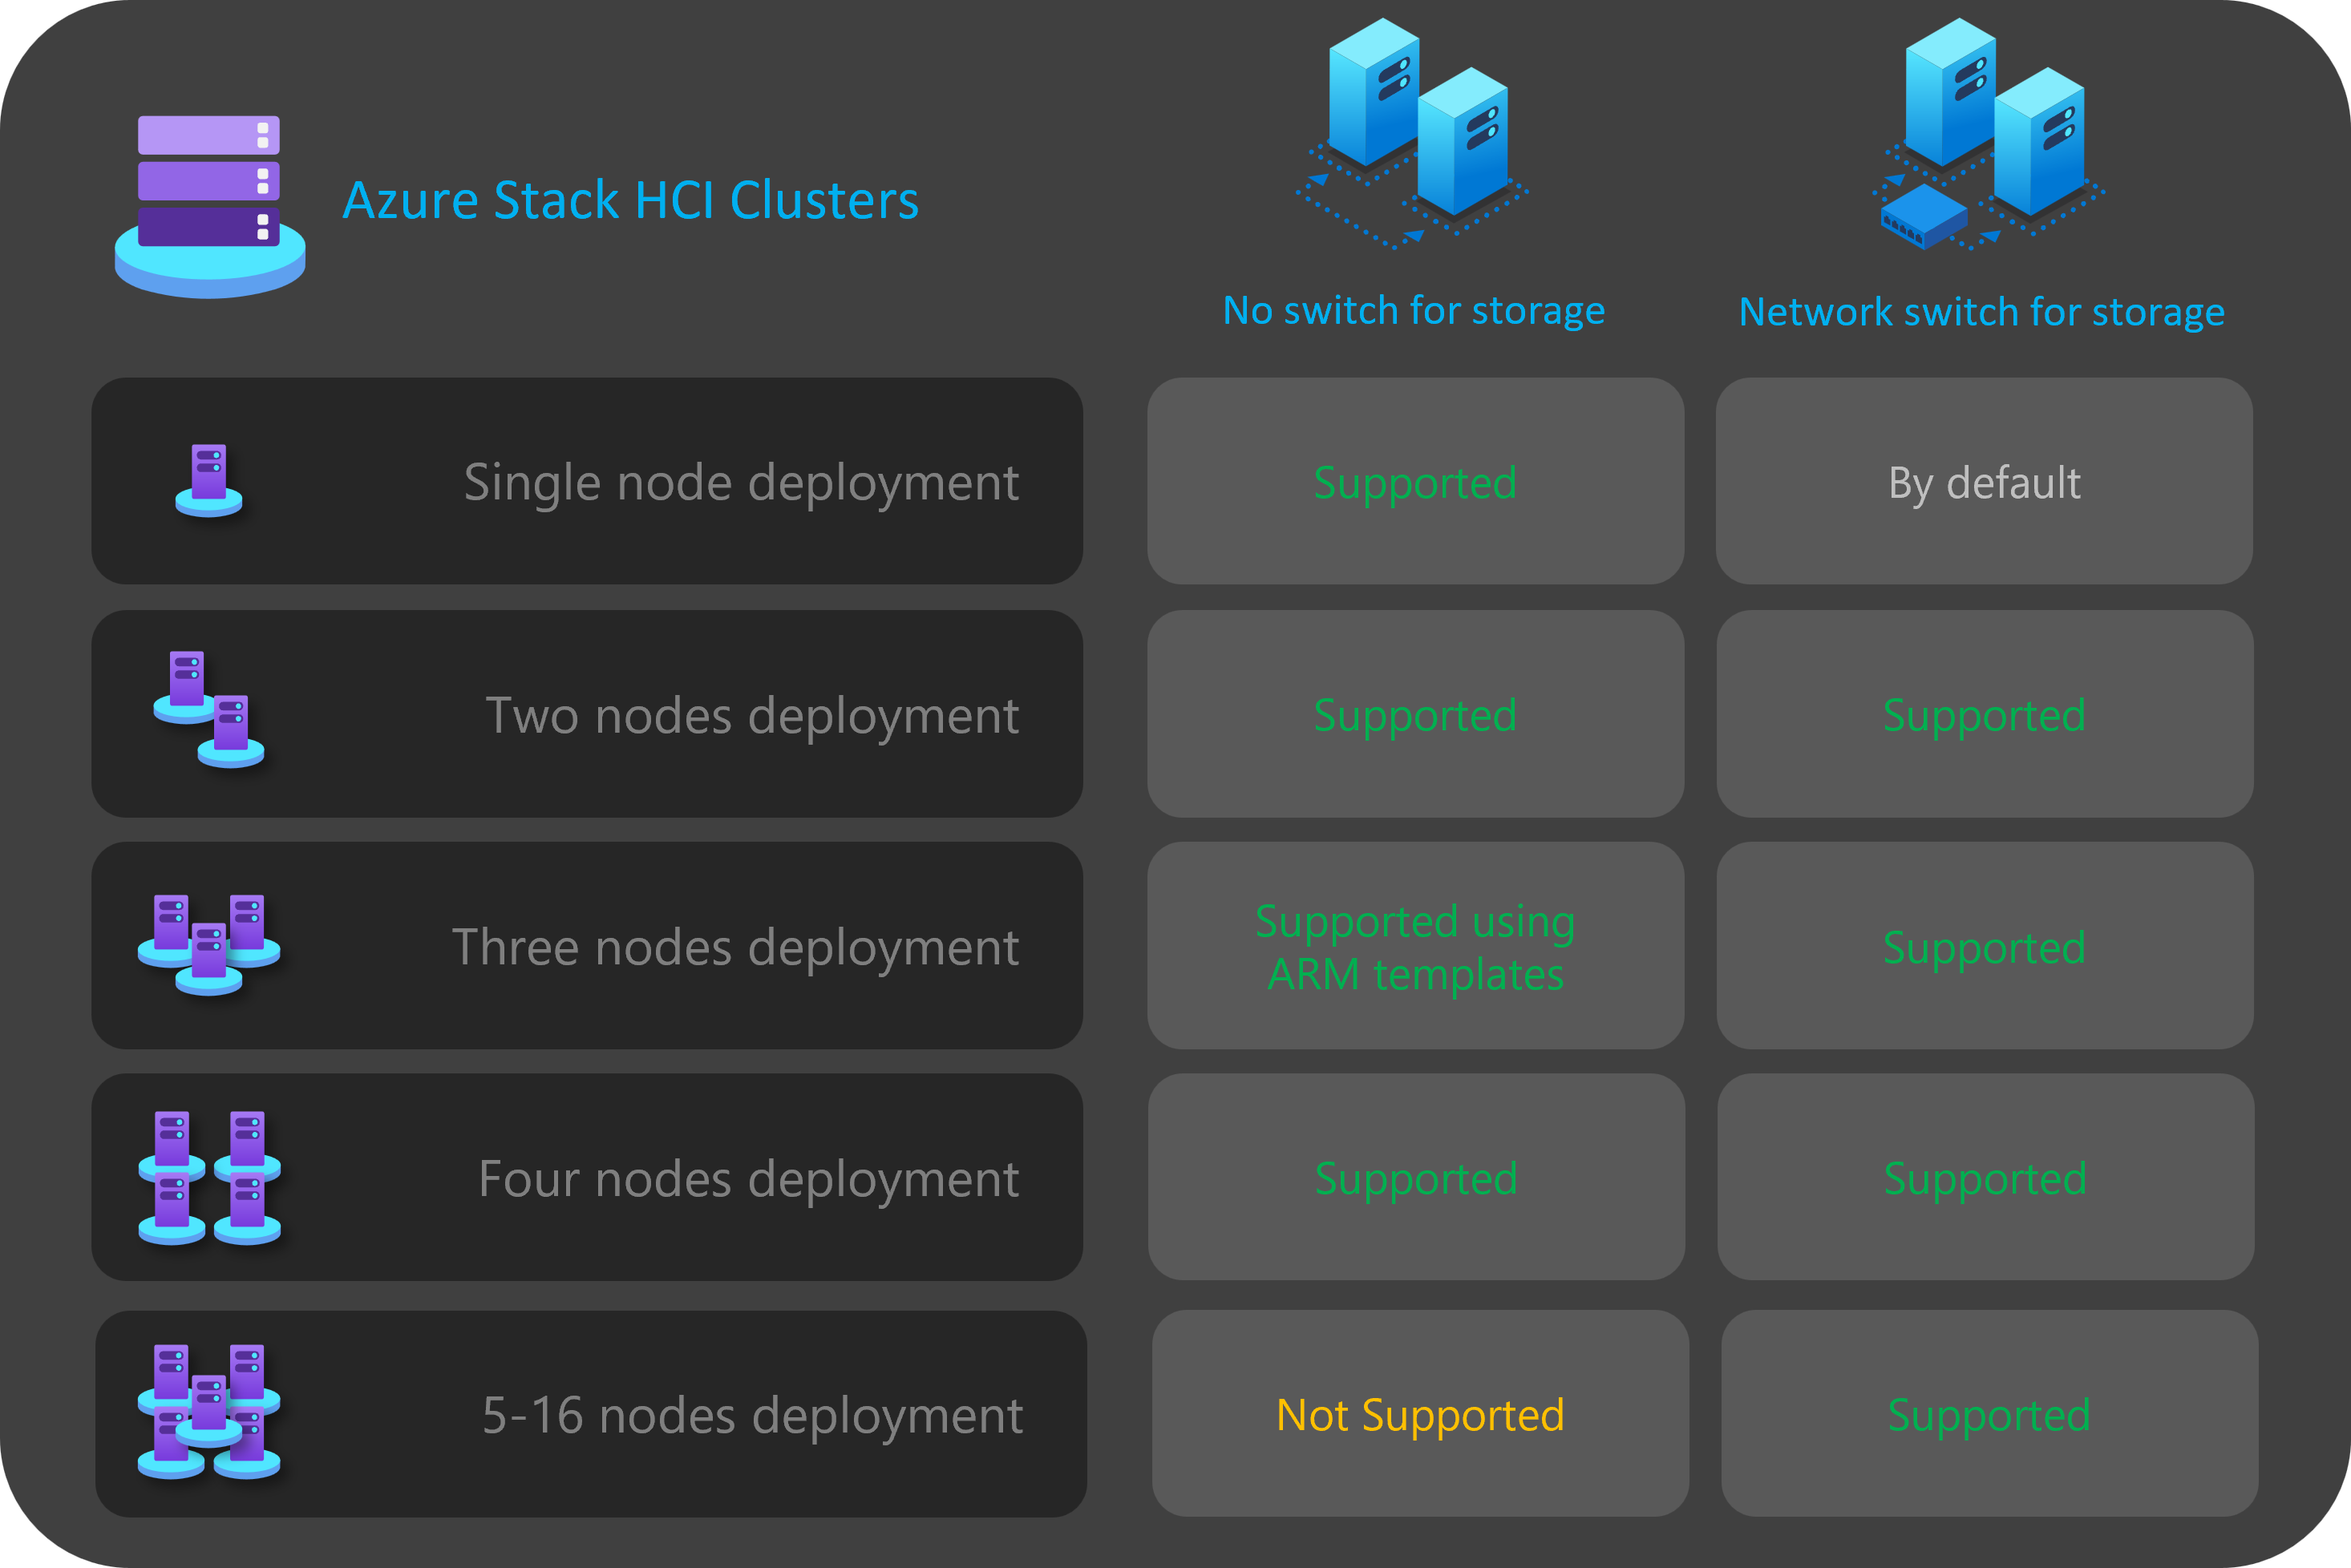 Azure Stack HCI Clusters
No switch for storage
Network switch for storage
Single node deployment
Supported
By default
Two nodes deployment
Supported
Supported
Three nodes deployment
Supported using
ARM templates
Supported
Four nodes deployment
Supported
Supported
5-16 nodes deployment
Not Supported
Supported